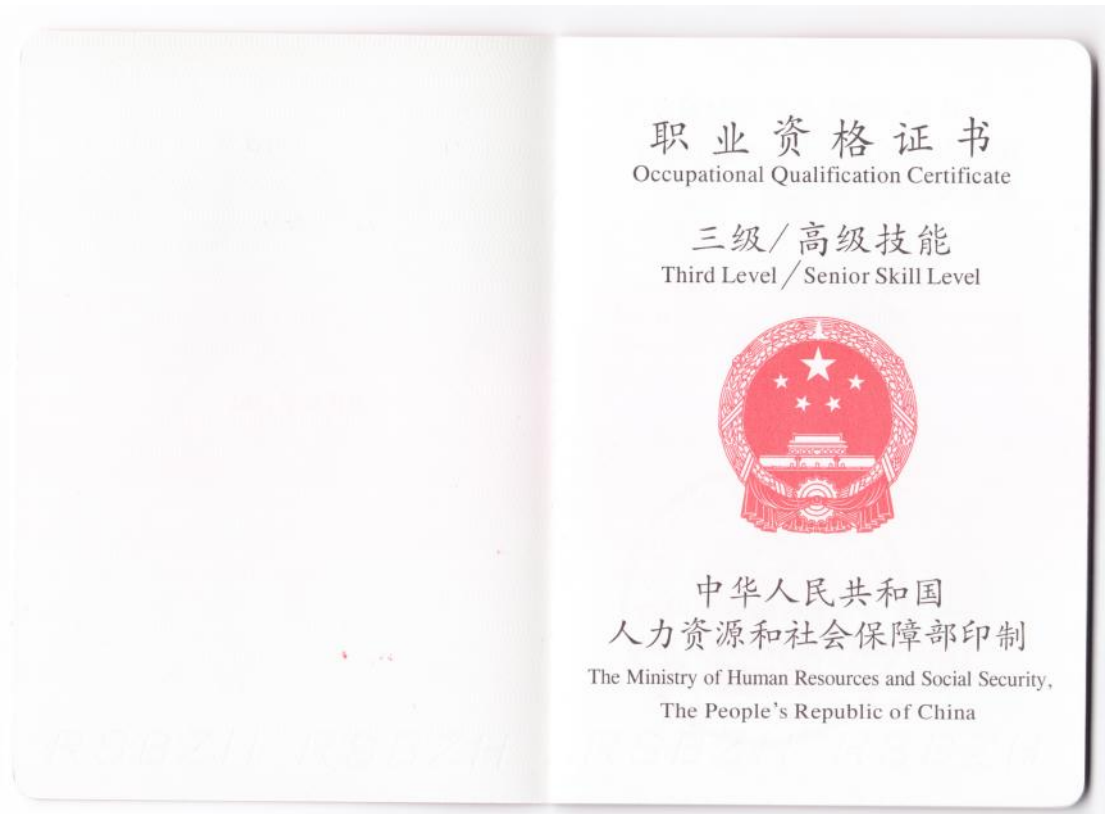 职业资格证书
Occupational Qualification Certificate
三级/高级技能
Third Level/Senior Skill Level
中华人民共和国
人力资源和社会保障部印制
The Ministry of Human Resources and Social Security,
The People's Republic of China